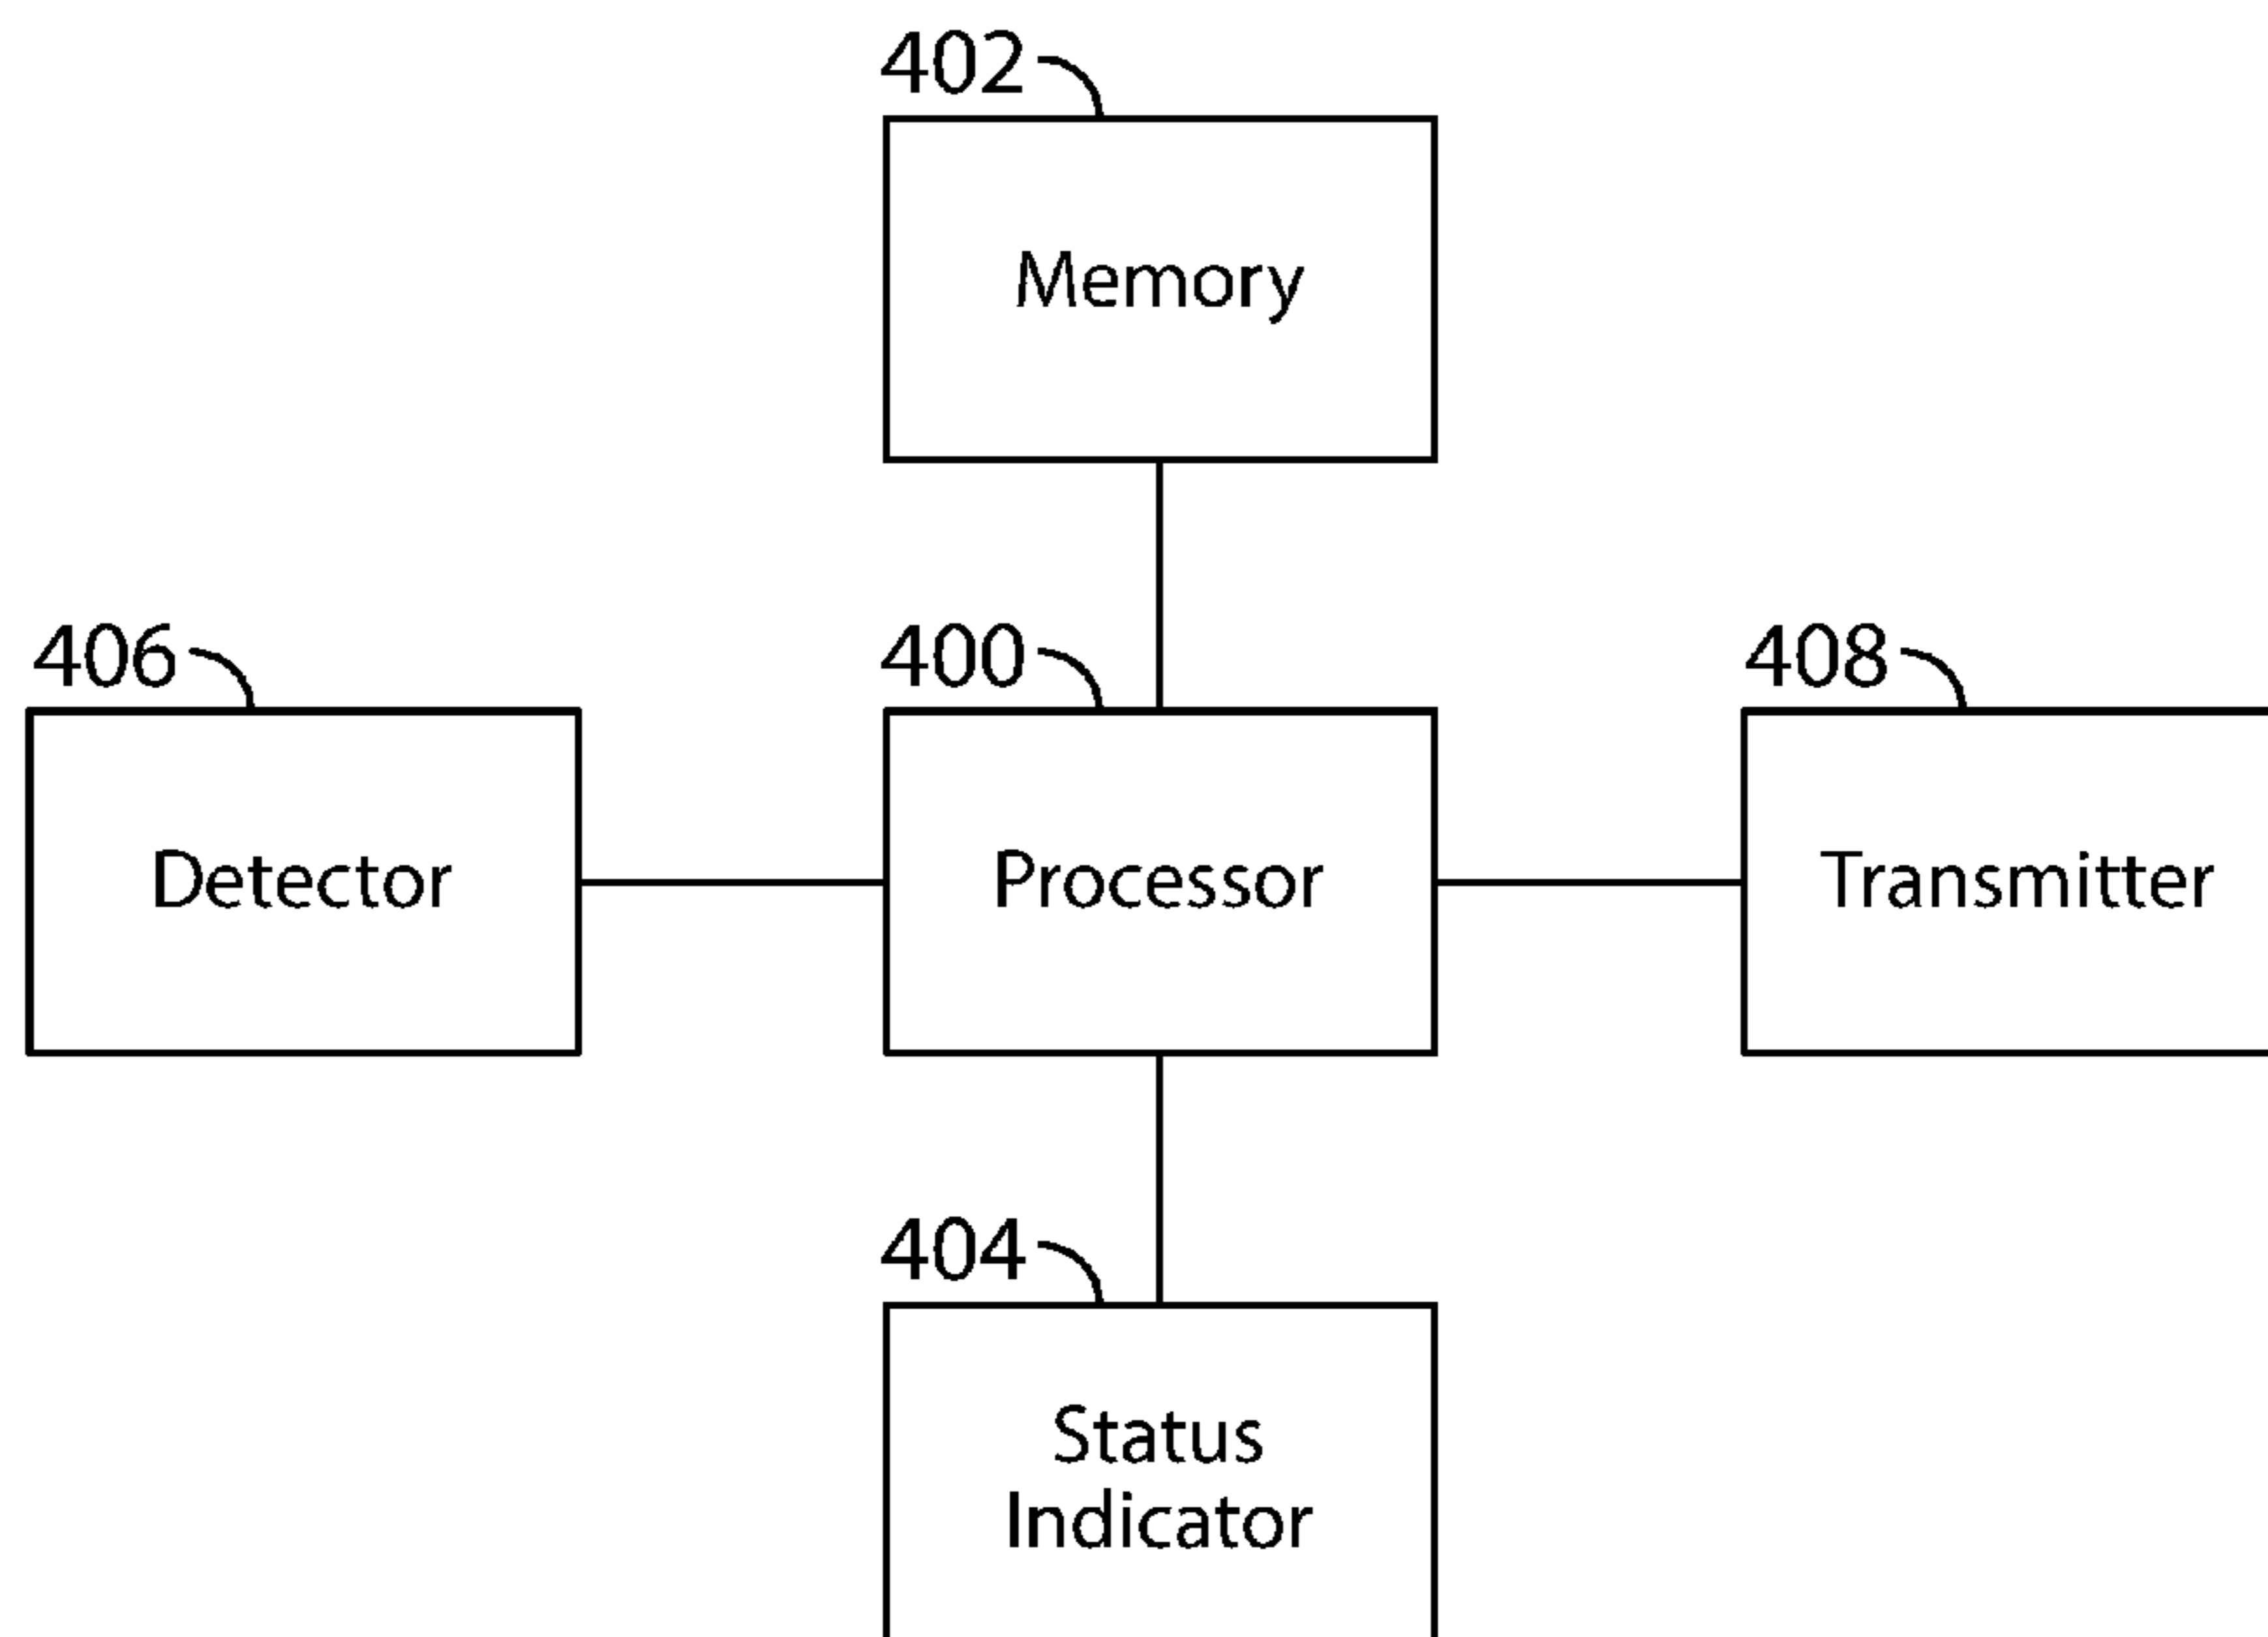 402
Memory
406
400
408
Detector
Processor
Transmitter
404
Status
Indicator